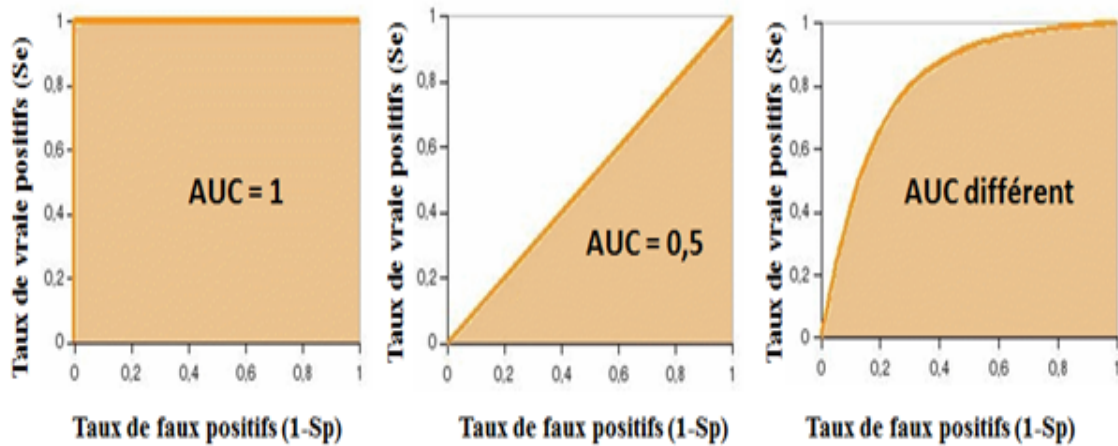 Taux de vraie positifs (Se)
1
0,8
0,6
0,4
0,2
0
AUC = 1
0 0,2 0,4 0,6 0,8 1
Taux de faux positifs (1-Sp)
Taux de vraie positifs (Se)
1
0,8
0,6
0,4
0,2
0
AUC = 0,5
0 0,2 0,4 0,6 0,8 1
Taux de faux positifs (1-Sp)
Taux de vraie positifs (Se)
1
0,8
0,6
0,4
0,2
0
AUC différent
0 0,2 0,4 0,6 0,8 1
Taux de faux positifs (1-Sp)